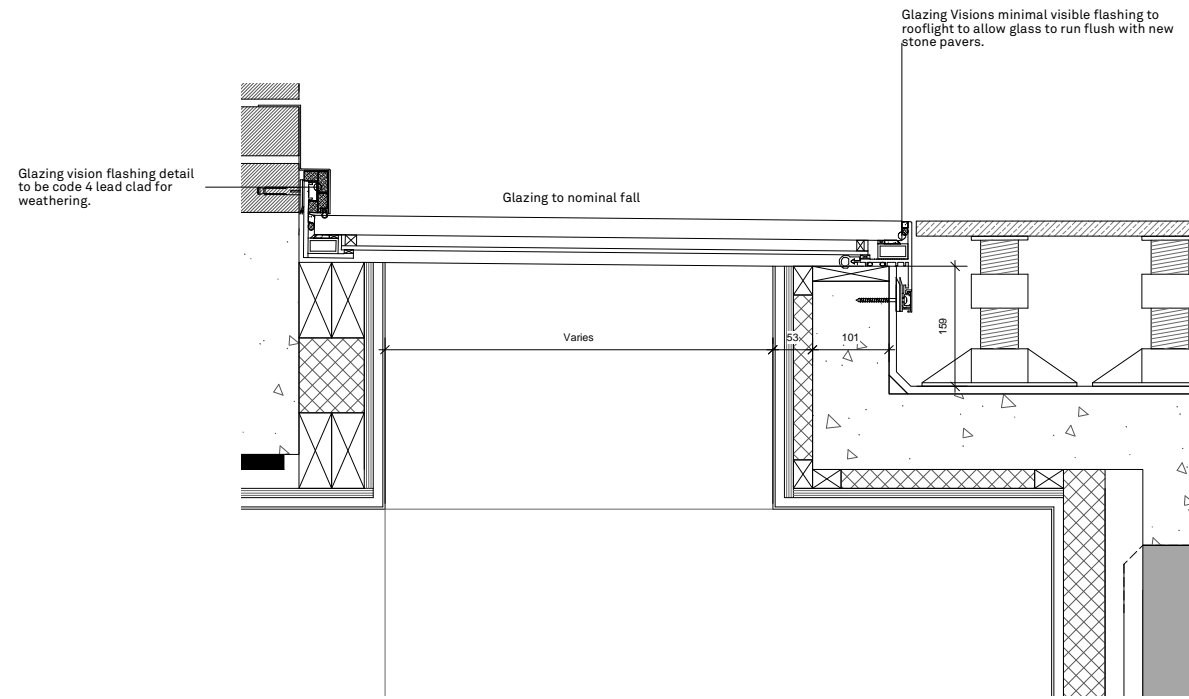 Glazing Visions minimal visible flashing to
rooflight to allow glass to run flush with new
stone pavers.
Glazing vision flashing detail
to be code 4 lead clad for
weathering.
Glazing to nominal fall
Varies
53
101
159